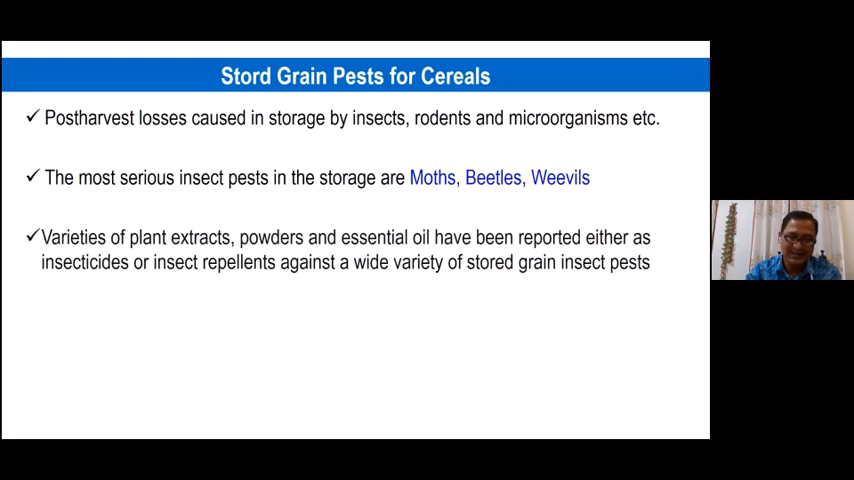 Stord Grain Pests for Cereals
✓ Postharvest losses caused in storage by insects, rodents and microorganisms etc.
✓ The most serious insect pests in the storage are Moths, Beetles, Weevils
✓ Varieties of plant extracts, powders and essential oil have been reported either as
insecticides or insect repellents against a wide variety of stored grain insect pests